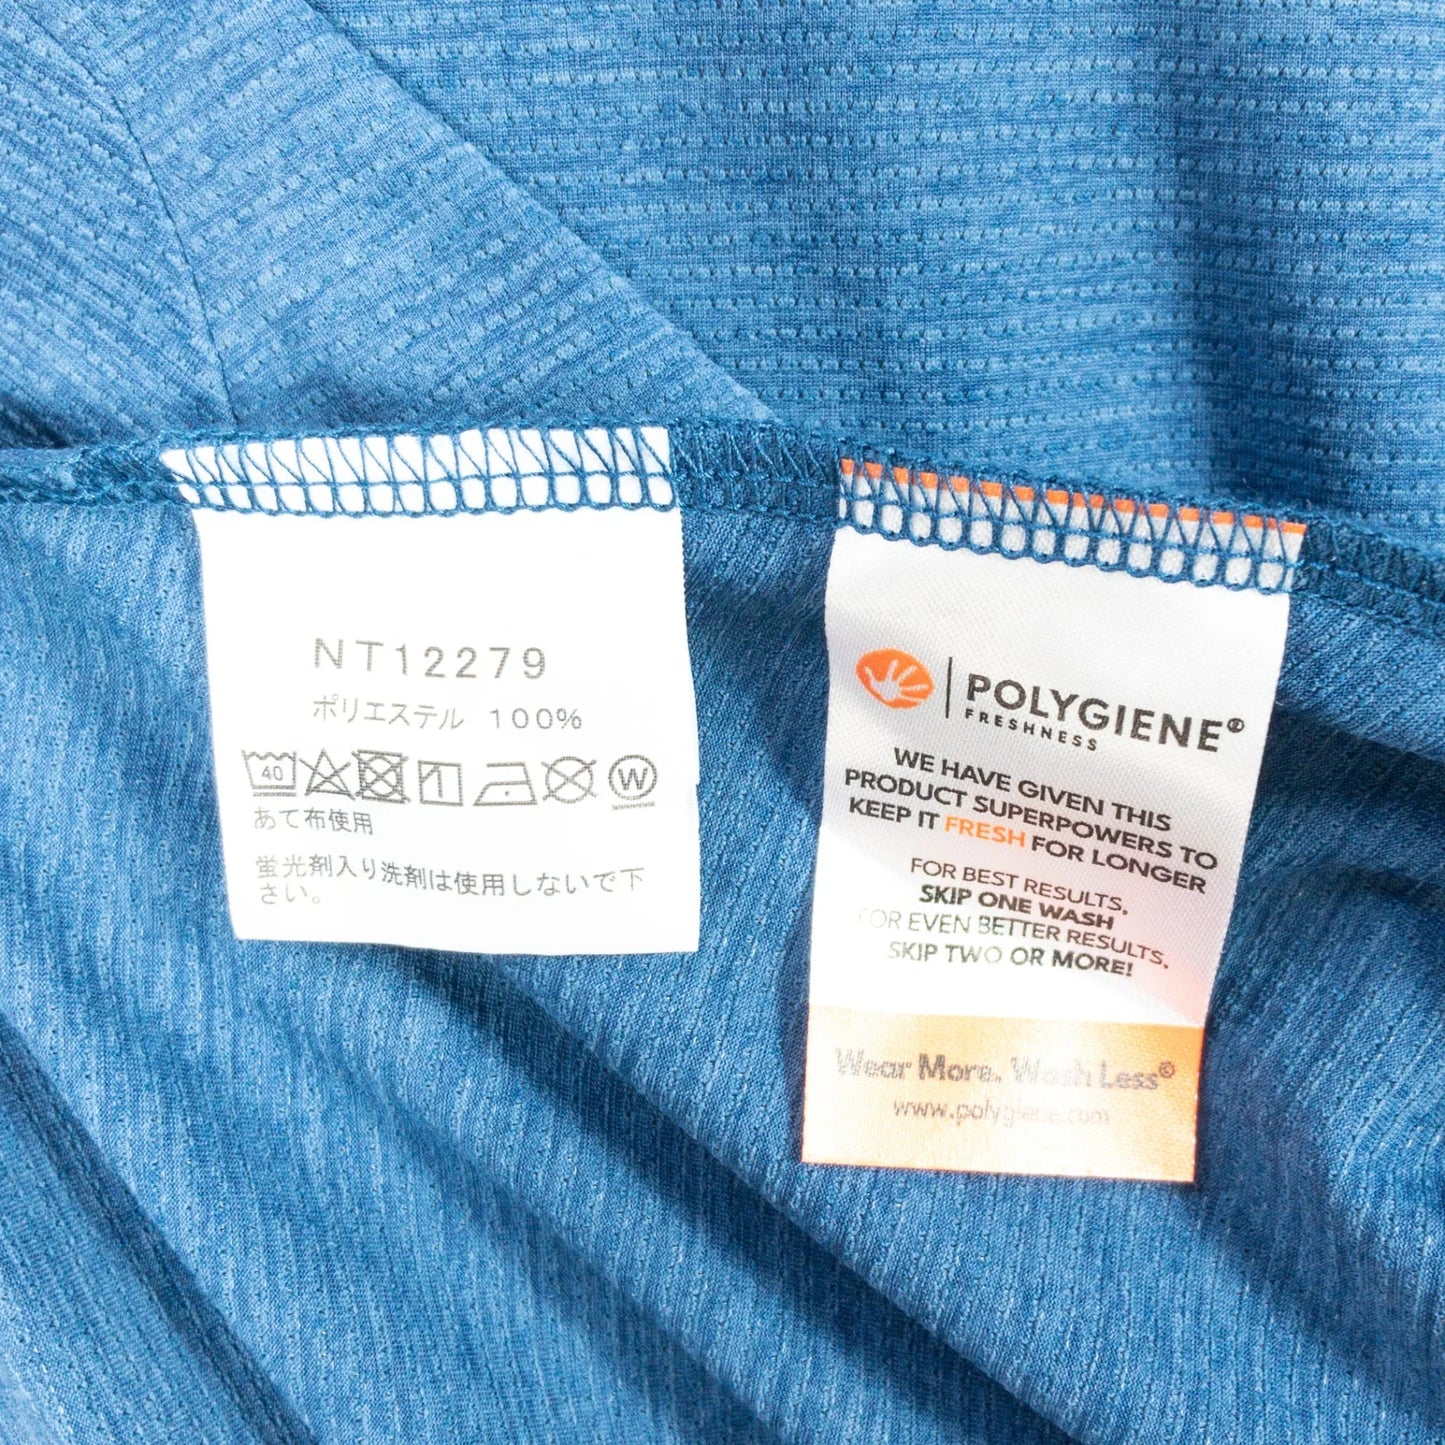 NT12279
ポリエステル 100%
40
W
あて布使用
蛍光剤入り洗剤は使用しないで下
さい。
POLYGIENE®
FRESHNESS
WE HAVE GIVEN THIS
PRODUCT SUPERPOWERS TO
KEEP IT FRESH FOR LONGER
FOR BEST RESULTS,
SKIP ONE WASH
FOR EVEN BETTER RESULTS,
SKIP TWO OR MORE!
Wear More. Wash Less®
www.polygiene.com